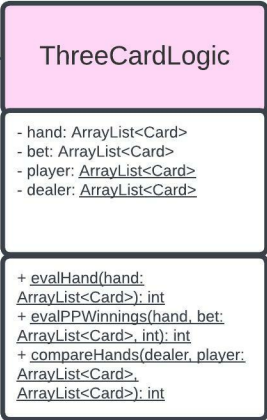 ThreeCardLogic
- hand: ArrayList<Card>
- bet: ArrayList<Card>
- player: ArrayList<Card>
- dealer: ArrayList<Card>
+ evalHand(hand:
ArrayList<Card>): int
+ evalPPWinnings(hand, bet:
ArrayList<Card>, int): int
+ compareHands(dealer, player:
ArrayList<Card>,
ArrayList<Card>): int